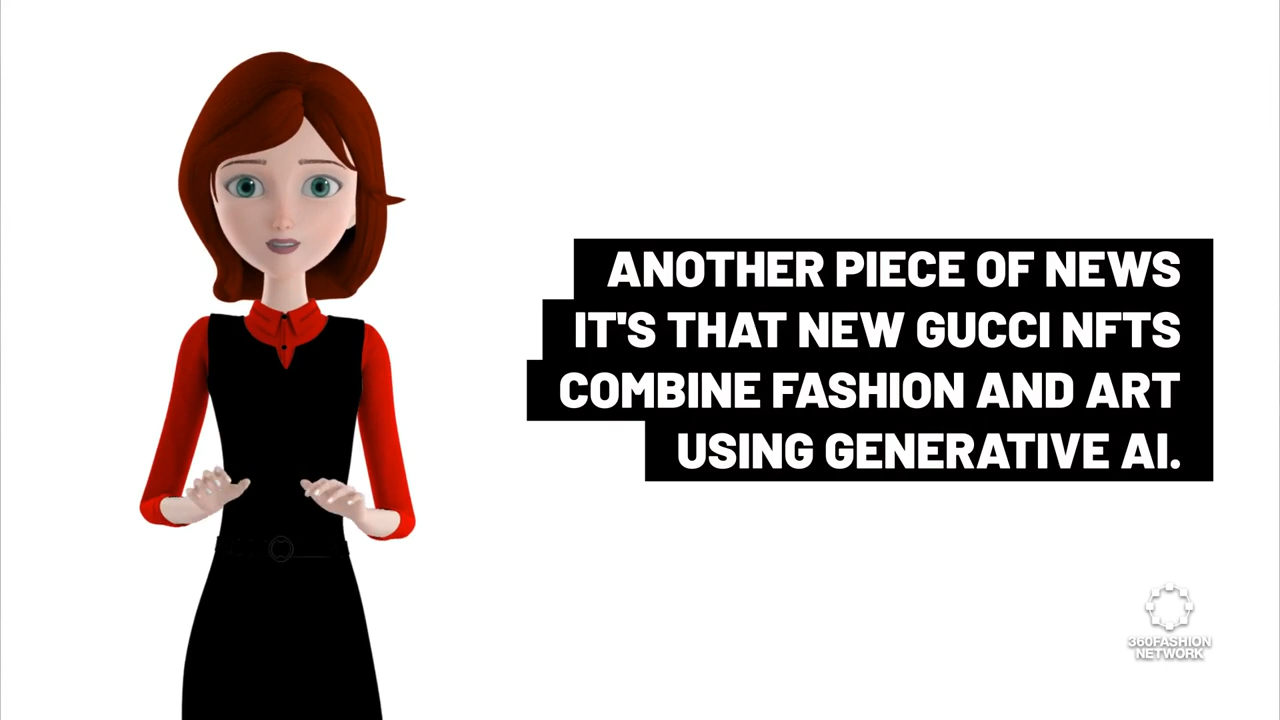 ANOTHER PIECE OF NEWS
IT'S THAT NEW GUCCI NFTS
COMBINE FASHION AND ART
USING GENERATIVE AI.
360FASHION
NETWORK